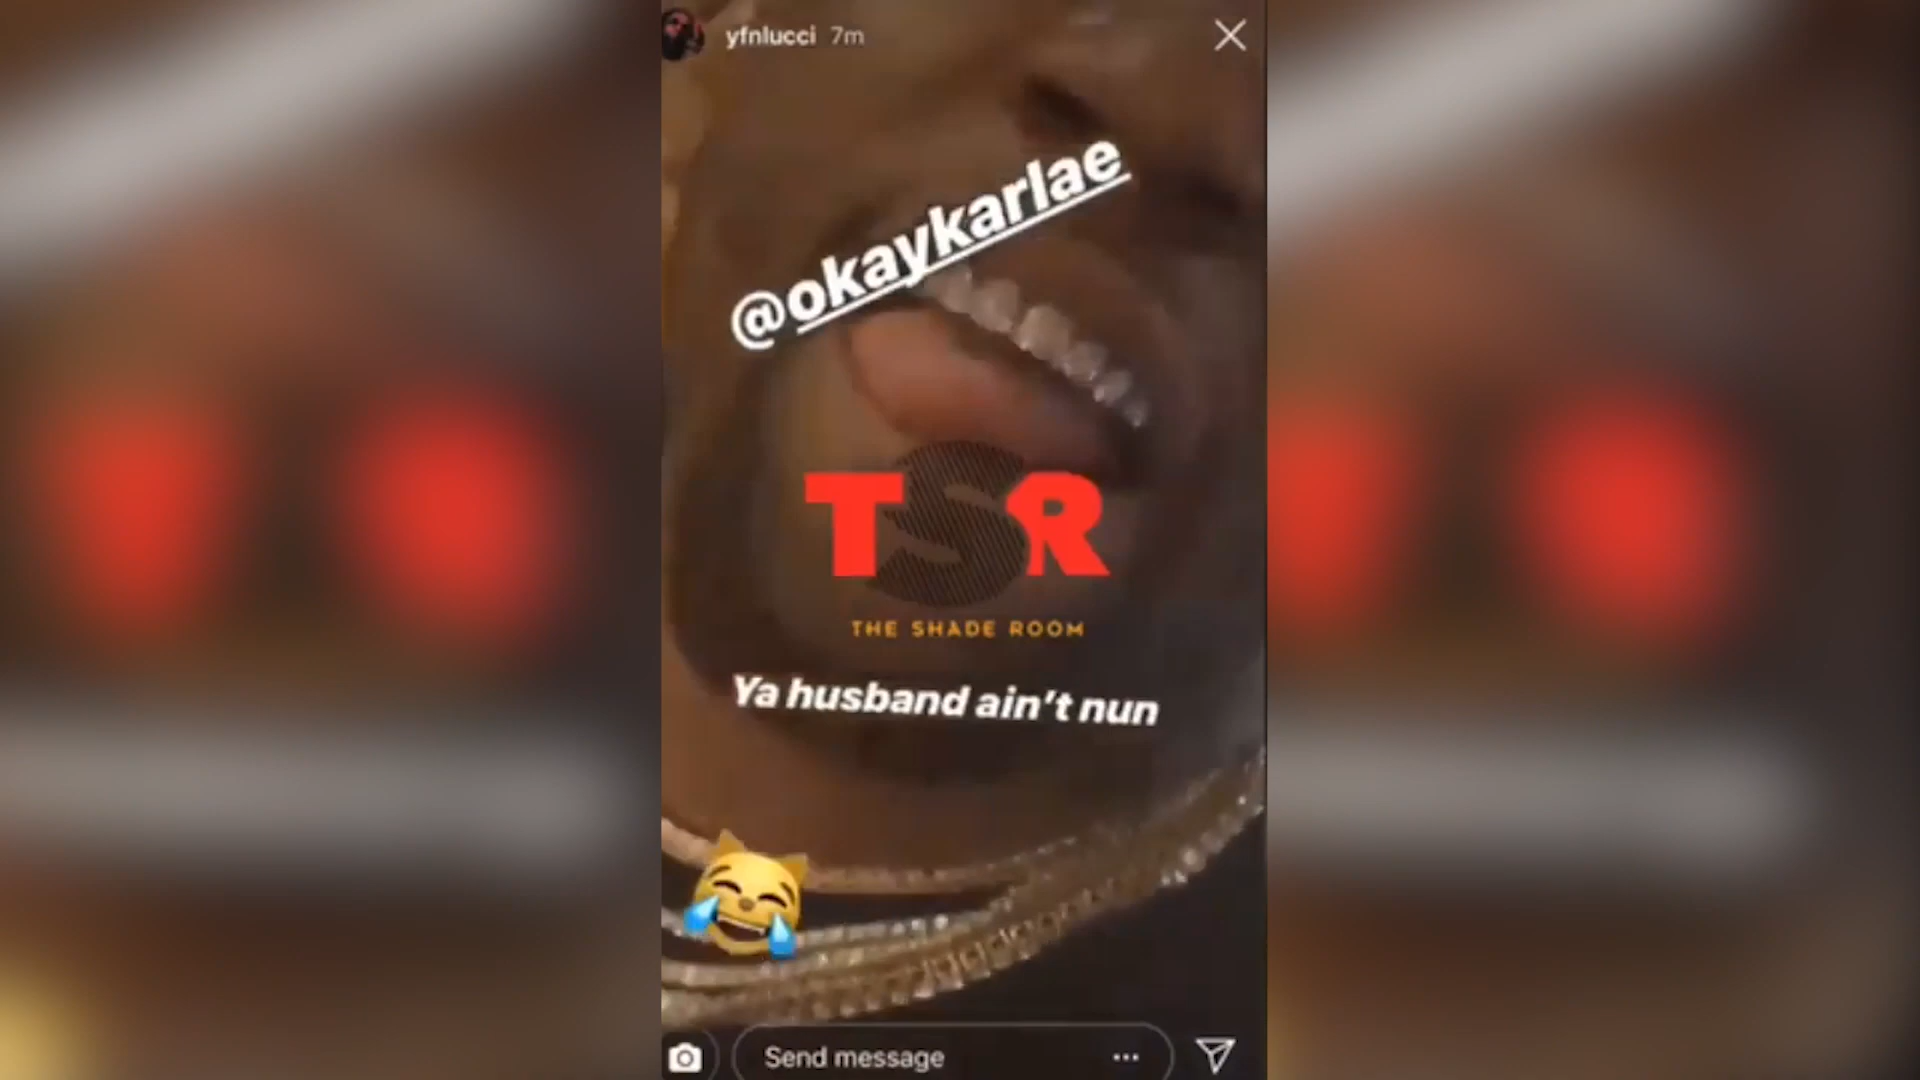 yfnlucci 7m
@okaykarlae
TSR
THE SHADE ROOM
Ya husband ain't nun
Send message